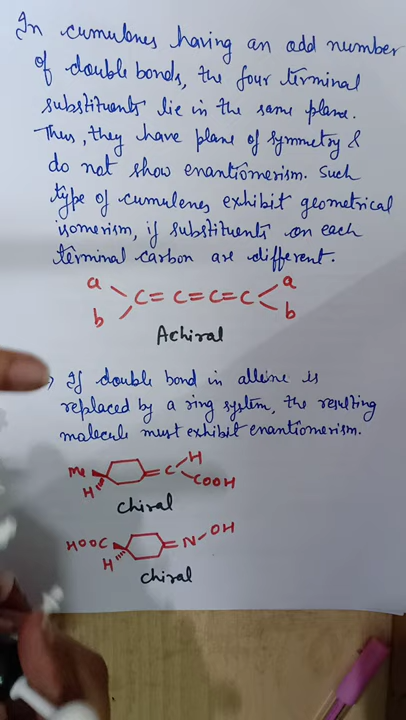 In cumulenes having an odd number
of double bonds, the four terminal
substituents lie in the same plane.
Thus, they have plane of symmetry &
do not show enantiomerism. Such
type of cumulenes exhibit geometrical
isomerism, if substituents on each
terminal carbon are different.
a a
C=C=C=C
b b
Achiral
If double bond in allene is
replaced by a ring system, the resulting
molecule must exhibit enantiomerism.
H
Me =C
H COOH
chiral
OH
HOOC =N
H
chiral